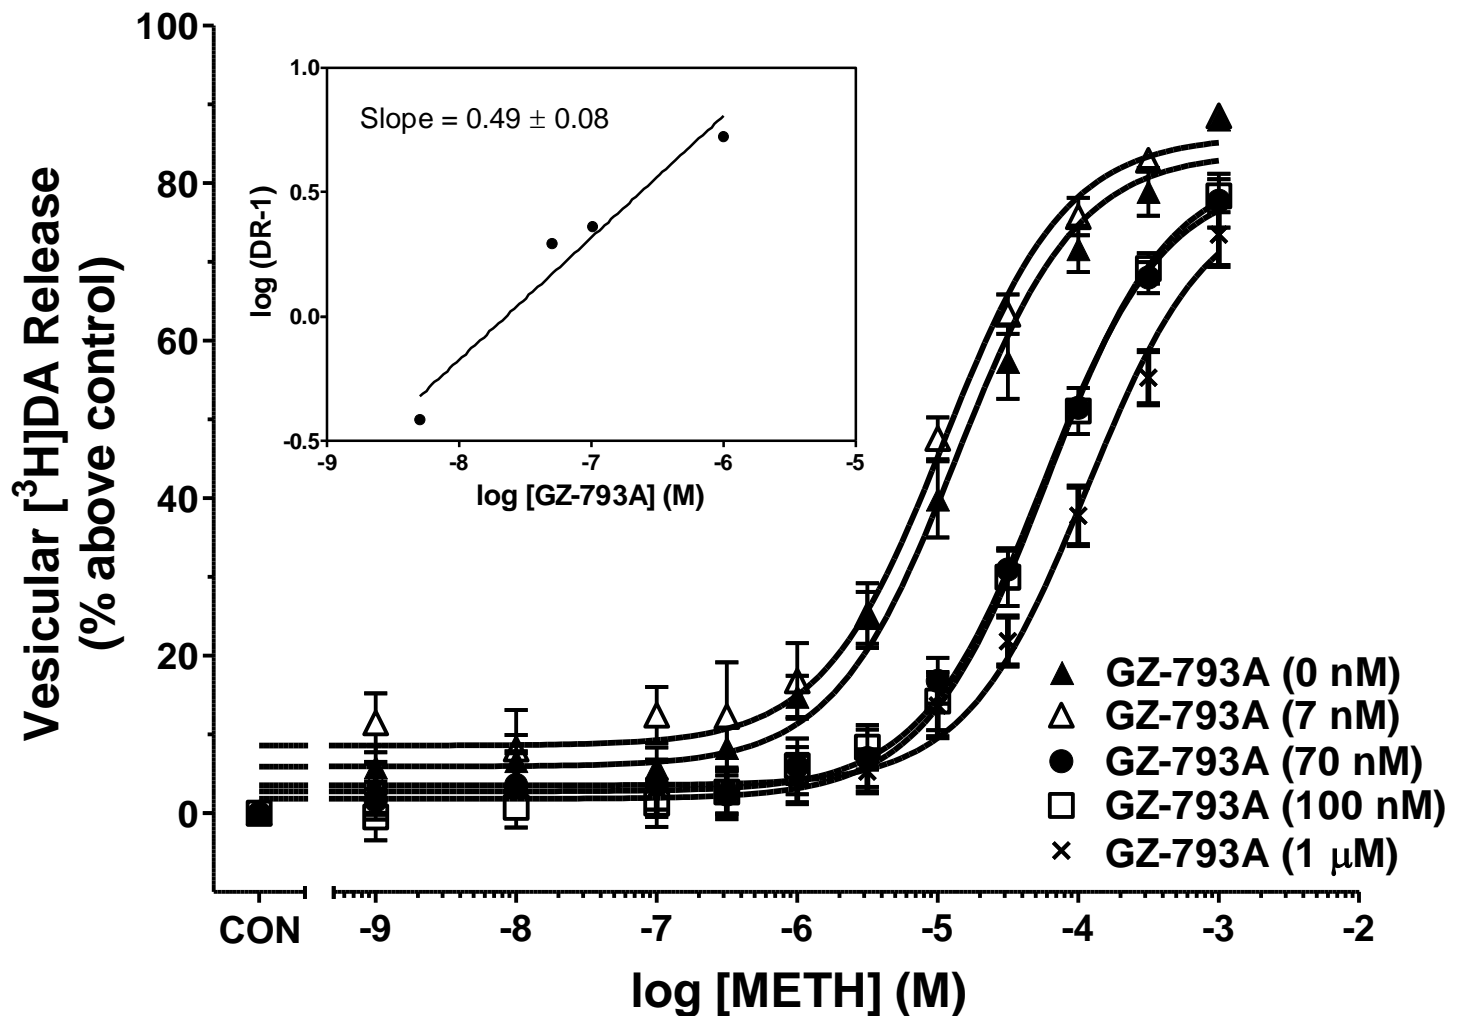 100
80
60
40
20
0
Vesicular [³H]DA Release
(% above control)
1.0
0.5
0.0
-0.5
log (DR-1)
Slope = 0.49 ± 0.08
-9 -8 -7 -6 -5
log [GZ-793A] (M)
GZ-793A (0 nM)
GZ-793A (7 nM)
GZ-793A (70 nM)
GZ-793A (100 nM)
GZ-793A (1 μM)
CON -9 -8 -7 -6 -5 -4 -3 -2
log [METH] (M)